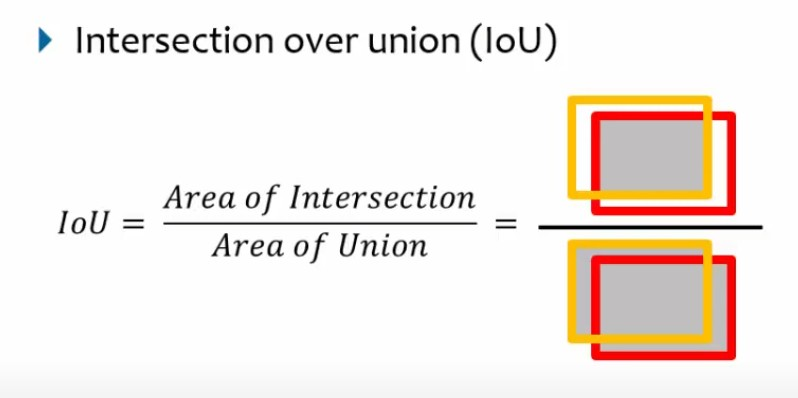 Intersection over union (IoU)
IoU = Area of Intersection / Area of Union =